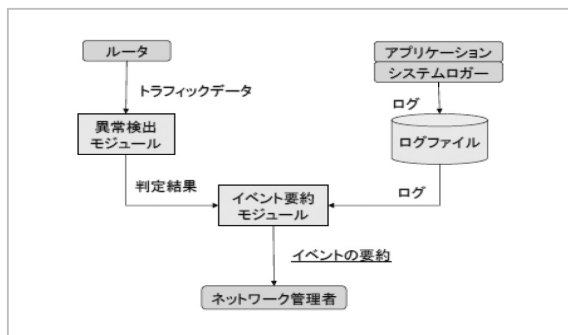 ルータ
アプリケーション
システムロガー
トラフィックデータ
ログ
異常検出
モジュール
ログファイル
判定結果
ログ
イベント要約
モジュール
イベントの要約
ネットワーク管理者